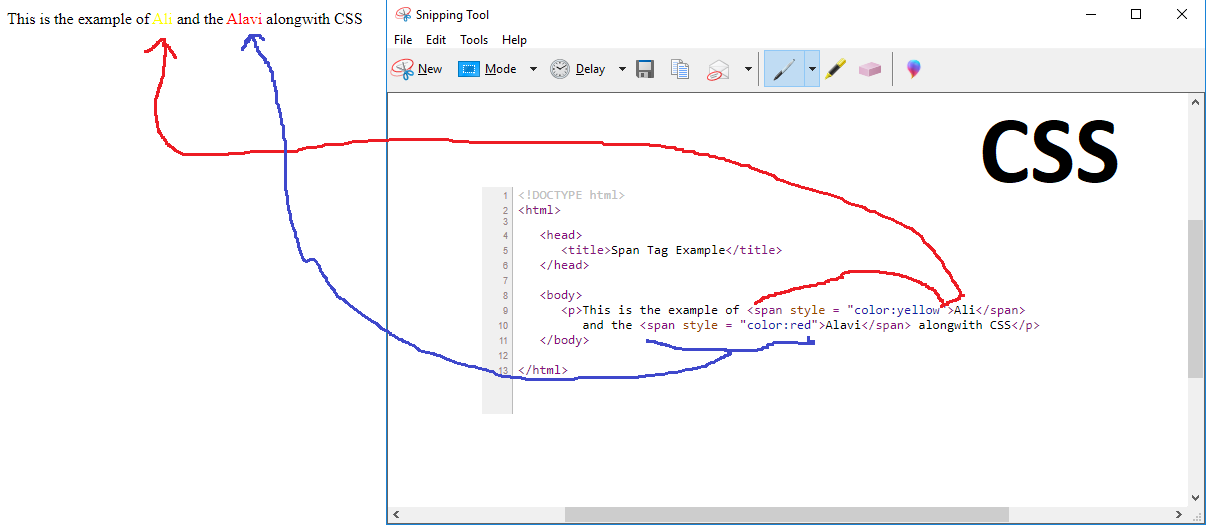 This is the example of Ali and the Alavi alongwith CSS
Snipping Tool
File Edit Tools Help
New Mode Delay
CSS
1 <!DOCTYPE html>
2 <html>
3
4 <head>
5 <title>Span Tag Example</title>
6 </head>
7
8 <body>
9 <p>This is the example of <span style = "color:yellow">Ali</span>
10 and the <span style = "color:red">Alavi</span> alongwith CSS</p>
11 </body>
12
13 </html>